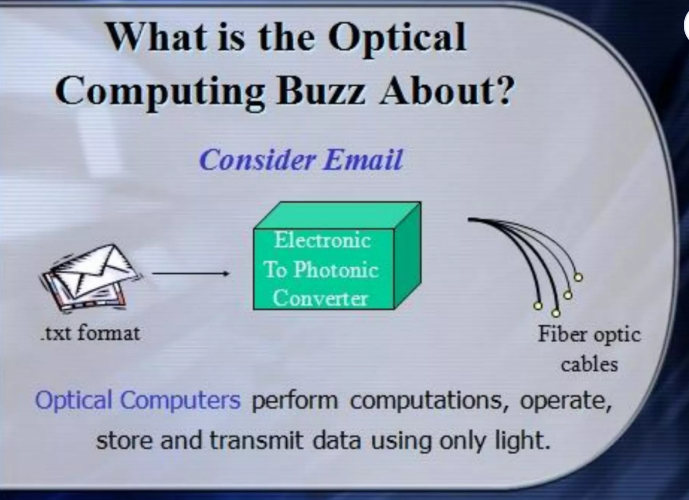 What is the Optical
Computing Buzz About?
Consider Email
Electronic
To Photonic
Converter
.txt format
Fiber optic
cables
Optical Computers perform computations, operate,
store and transmit data using only light.